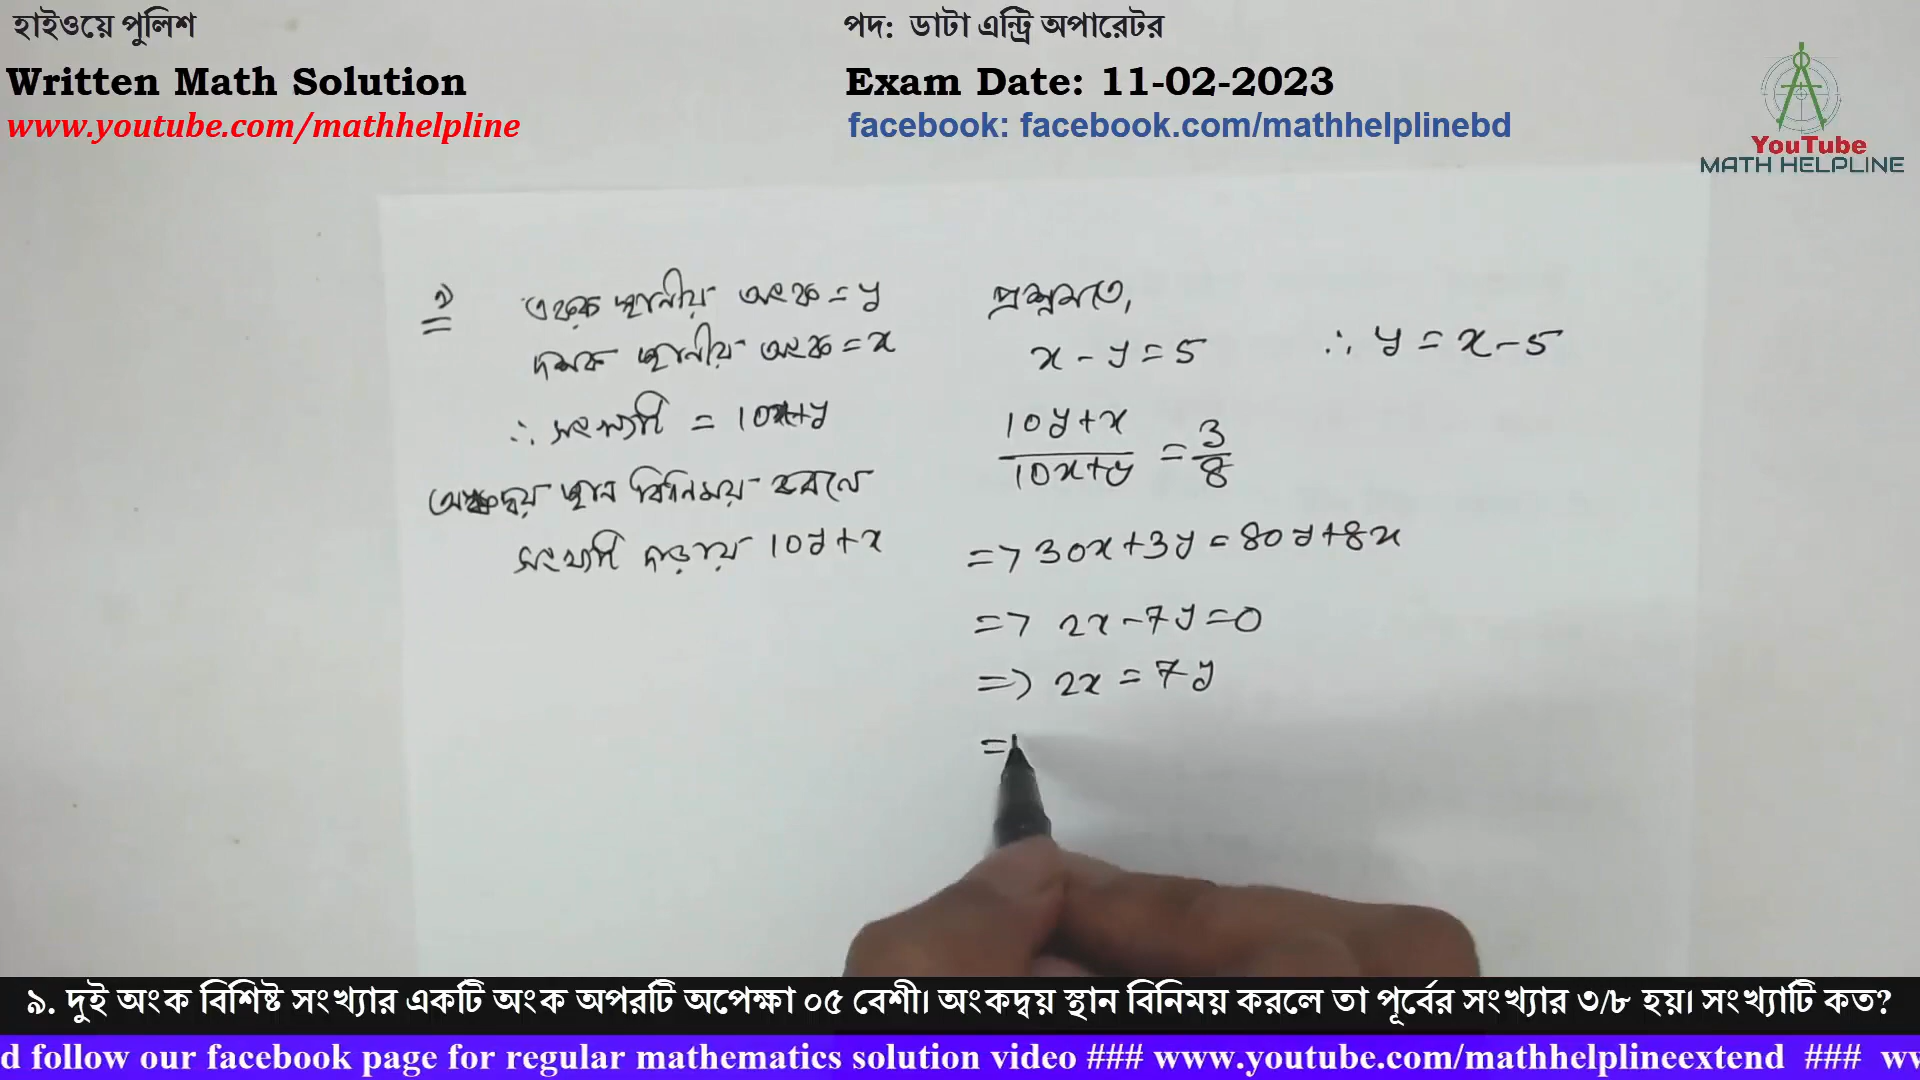 হাইওয়ে পুলিশ
পদ: ডাটা এন্ট্রি অপারেটর
Written Math Solution
Exam Date: 11-02-2023
www.youtube.com/mathhelpline
facebook: facebook.com/mathhelplinebd
YouTube
MATH HELPLINE
৯
একক স্থানীয় অংক = y
দশক স্থানীয় অংক = x
∴ সংখ্যাটি = 10x+y
অঙ্কদ্বয় স্থান বিনিময় করলে
সংখ্যাটি দাড়ায় 10y+x
প্রশ্নমতে,
x - y = 5 ∴ y = x - 5
10y+x / 10x+y = 3/8
=> 30x+3y = 80y+8x
=> 2x - 7y = 0
=> 2x = 7y
=
৯. দুই অংক বিশিষ্ট সংখ্যার একটি অংক অপরটি অপেক্ষা ০৫ বেশী। অংকদ্বয় স্থান বিনিময় করলে তা পূর্বের সংখ্যার ৩/৮ হয়। সংখ্যাটি কত?
d follow our facebook page for regular mathematics solution video ### www.youtube.com/mathhelplineextend ### ww